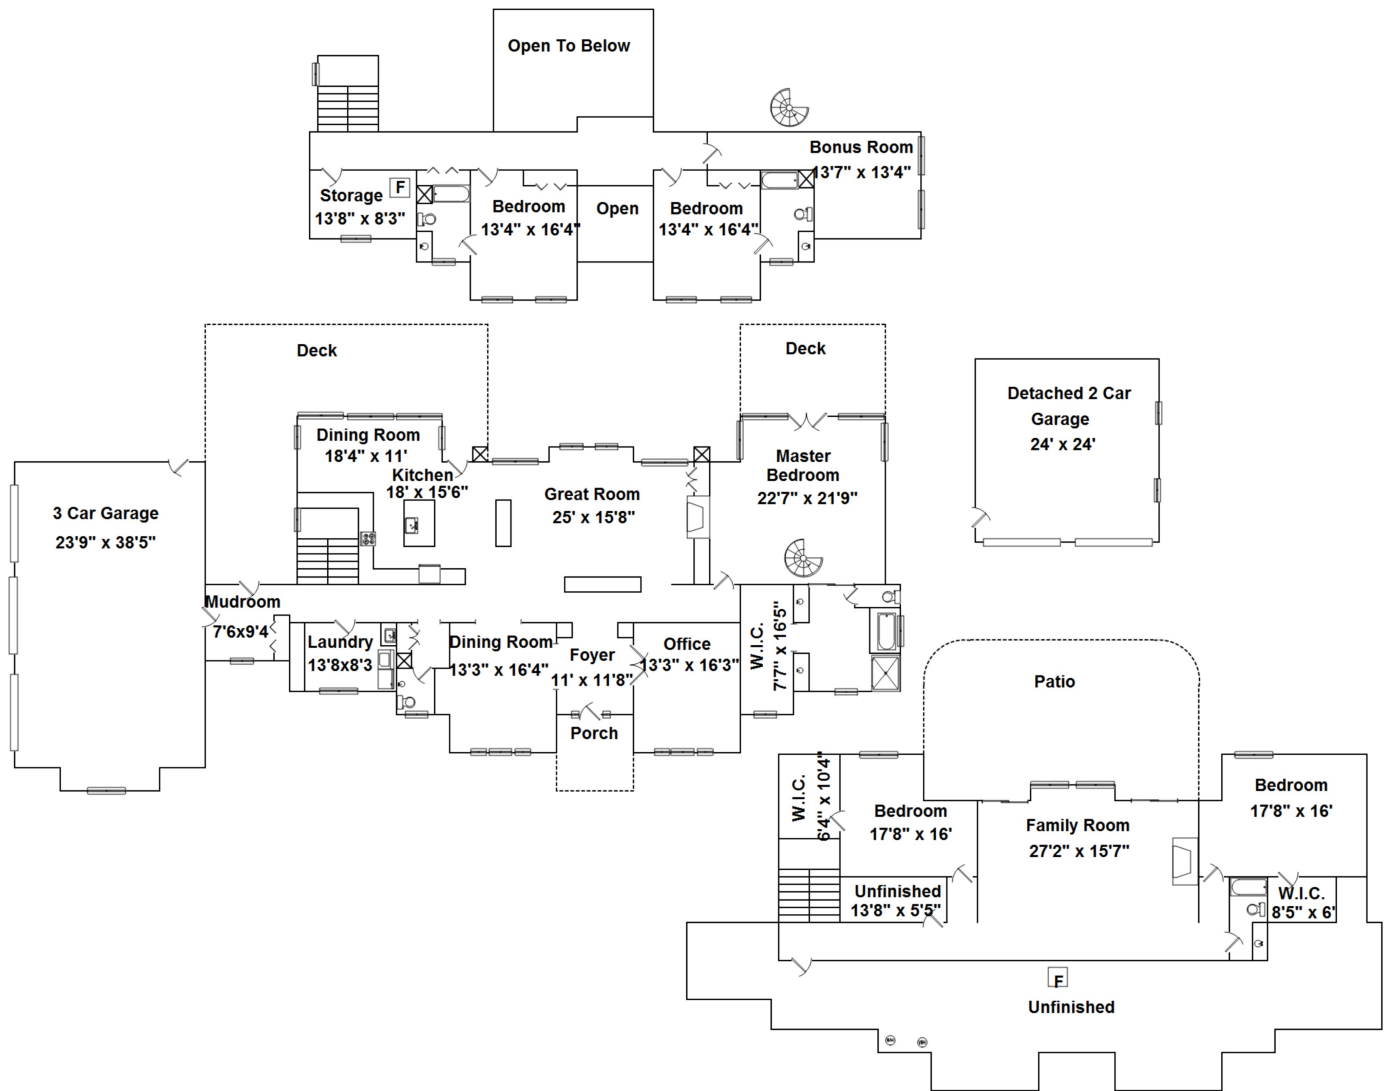 Open To Below
Bonus Room
13'7" x 13'4"
Storage
13'8" x 8'3"
F
Bedroom
13'4" x 16'4"
Open
Bedroom
13'4" x 16'4"
Deck
Deck
Dining Room
18'4" x 11'
Kitchen
18' x 15'6"
Great Room
25' x 15'8"
Master
Bedroom
22'7" x 21'9"
3 Car Garage
23'9" x 38'5"
Mudroom
7'6x9'4
Laundry
13'8x8'3
Dining Room
13'3" x 16'4"
Foyer
11' x 11'8"
Office
13'3" x 16'3"
W.I.C.
7'7" x 16'5"
Porch
Detached 2 Car
Garage
24' x 24'
Patio
W.I.C.
6'4" x 10'4"
Bedroom
17'8" x 16'
Family Room
27'2" x 15'7"
Bedroom
17'8" x 16'
Unfinished
13'8" x 5'5"
W.I.C.
8'5" x 6'
F
Unfinished